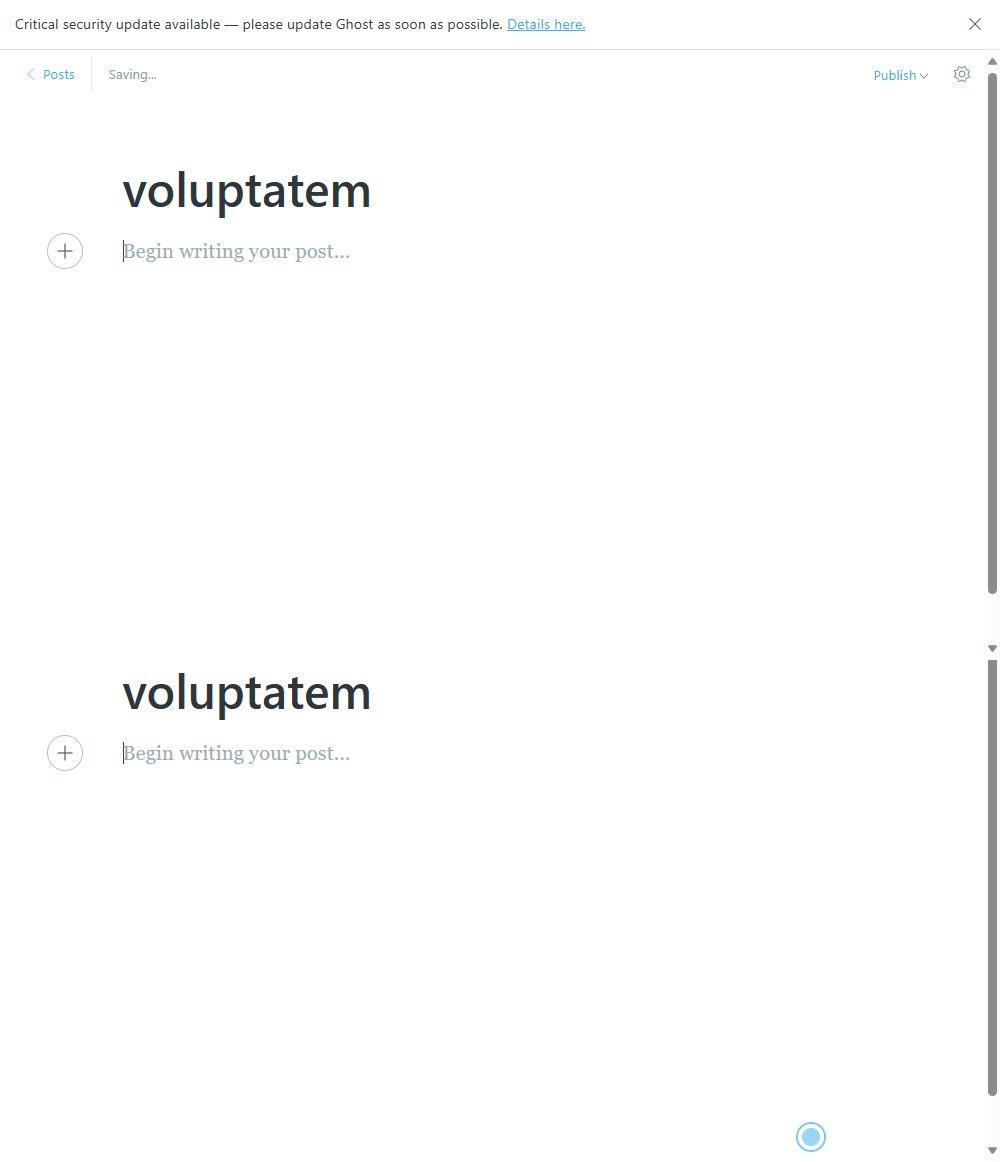 Critical security update available — please update Ghost as soon as possible. Details here.
Posts
Saving...
Publish
voluptatem
Begin writing your post...
voluptatem
Begin writing your post...